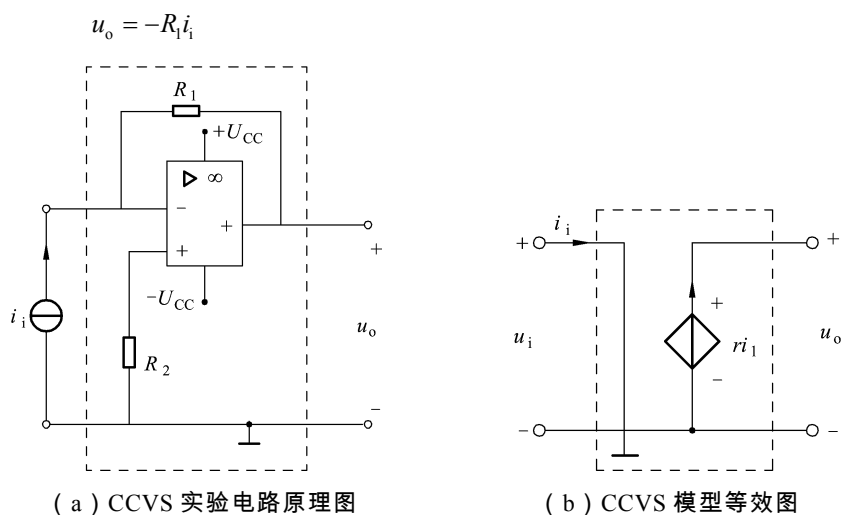 u_o = -R_1 i_i
R_1
+U_CC
▷ ∞
−
+
+
+
−U_CC
i_i
R_2
u_o
−
(a)CCVS 实验电路原理图
i_i
+
+
u_i
+
ri_1
−
u_o
−
−
(b)CCVS 模型等效图